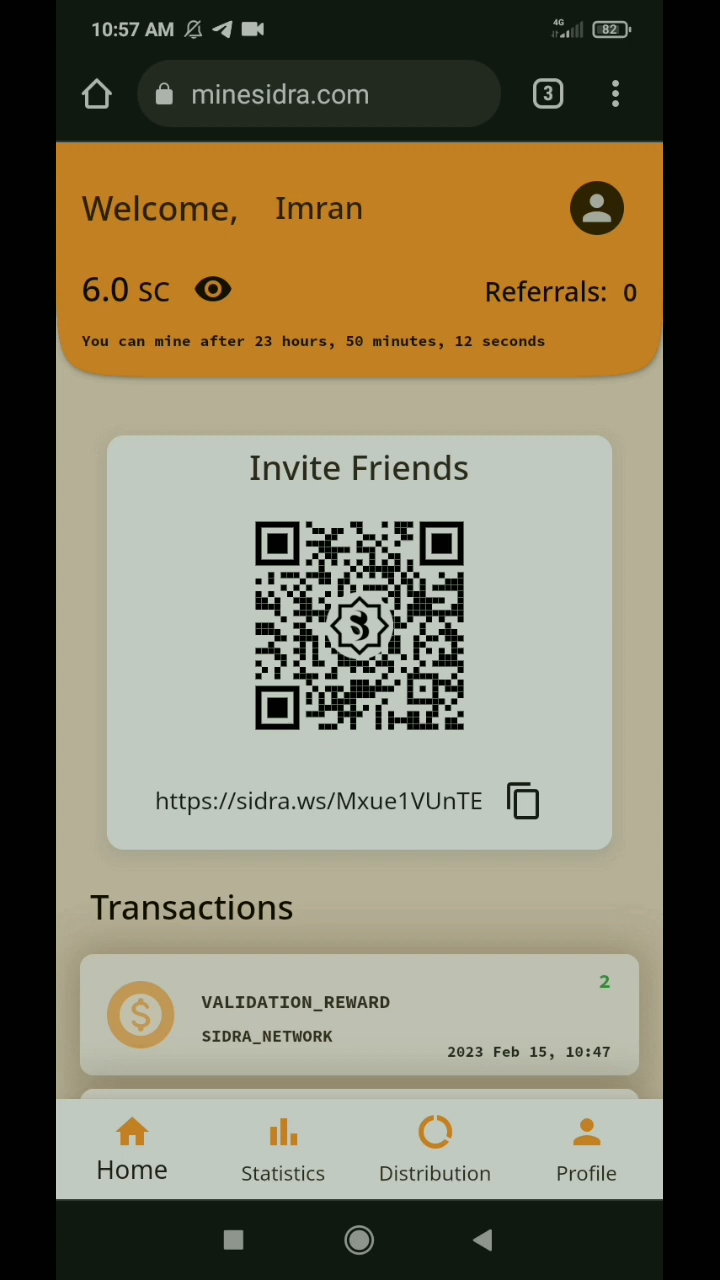 10:57 AM 4G 82
minesidra.com 3
Welcome, Imran
6.0 SC Referrals: 0
You can mine after 23 hours, 50 minutes, 12 seconds
Invite Friends
https://sidra.ws/Mxue1VUnTE
Transactions
2
VALIDATION_REWARD
SIDRA_NETWORK
2023 Feb 15, 10:47
Home Statistics Distribution Profile